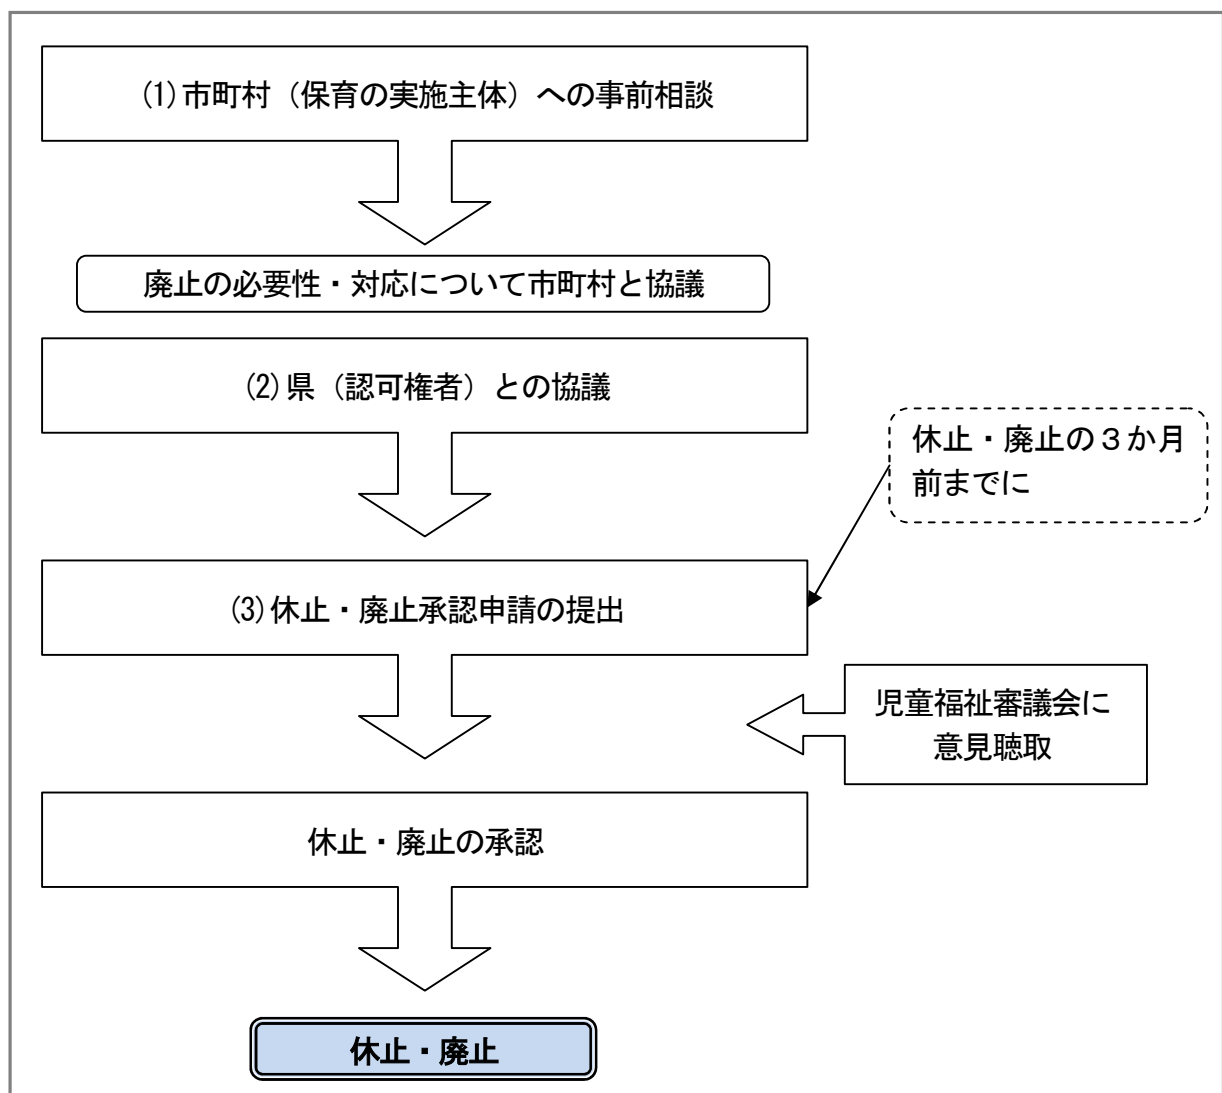 (1)市町村（保育の実施主体）への事前相談
廃止の必要性・対応について市町村と協議
(2)県（認可権者）との協議
休止・廃止の３か月
前までに
(3)休止・廃止承認申請の提出
児童福祉審議会に
意見聴取
休止・廃止の承認
休止・廃止